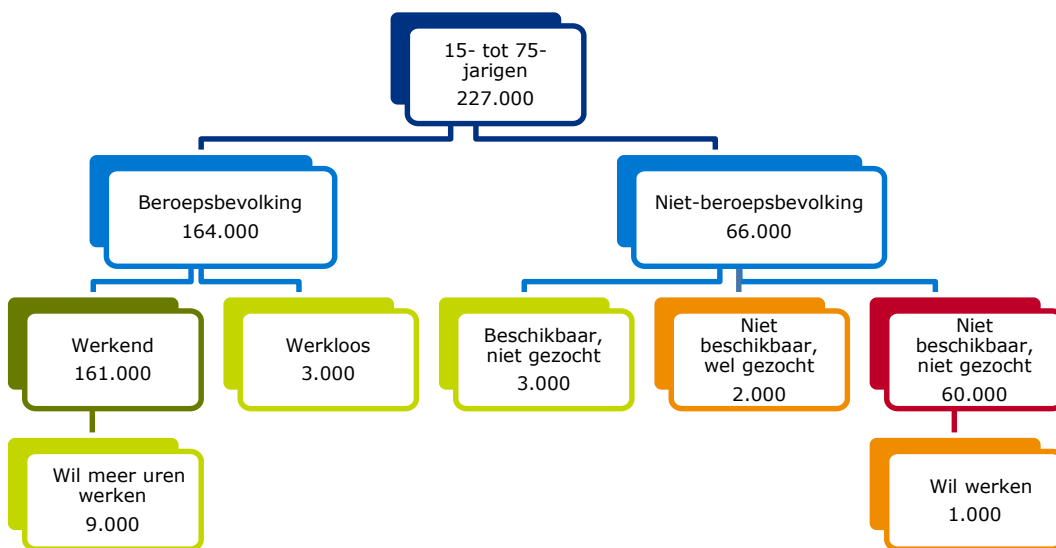 15- tot 75-
jarigen
227.000
Beroepsbevolking
164.000
Niet-beroepsbevolking
66.000
Werkend
161.000
Werkloos
3.000
Beschikbaar,
niet gezocht
3.000
Niet
beschikbaar,
wel gezocht
2.000
Niet
beschikbaar,
niet gezocht
60.000
Wil meer uren
werken
9.000
Wil werken
1.000